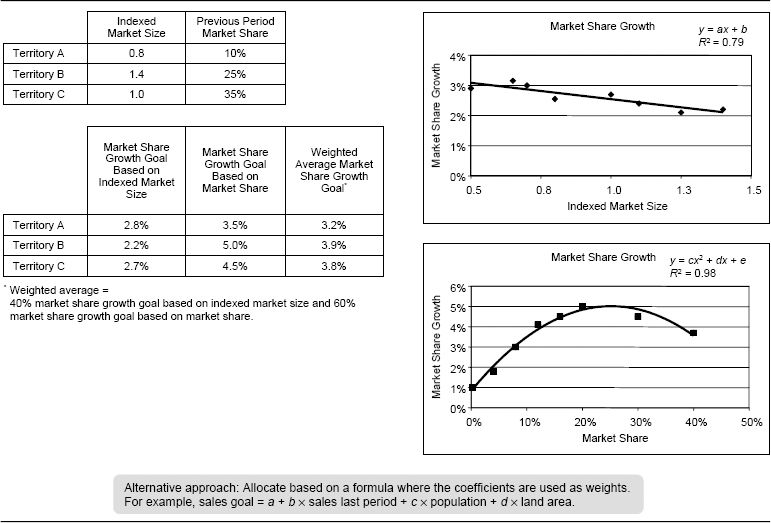 Indexed Market Size
Previous Period Market Share
Territory A 0.8 10%
Territory B 1.4 25%
Territory C 1.0 35%
Market Share Growth Goal Based on Indexed Market Size
Market Share Growth Goal Based on Market Share
Weighted Average Market Share Growth Goal*
Territory A 2.8% 3.5% 3.2%
Territory B 2.2% 5.0% 3.9%
Territory C 2.7% 4.5% 3.8%
* Weighted average =
40% market share growth goal based on indexed market size and 60%
market share growth goal based on market share.
Market Share Growth
y = ax + b
R² = 0.79
Market Share Growth
4%
3%
2%
1%
0%
0.5 0.8 1.0 1.3 1.5
Indexed Market Size
Market Share Growth
y = cx² + dx + e
R² = 0.98
Market Share Growth
6%
5%
4%
3%
2%
1%
0%
0% 10% 20% 30% 40% 50%
Market Share
Alternative approach: Allocate based on a formula where the coefficients are used as weights.
For example, sales goal = a + b × sales last period + c × population + d × land area.